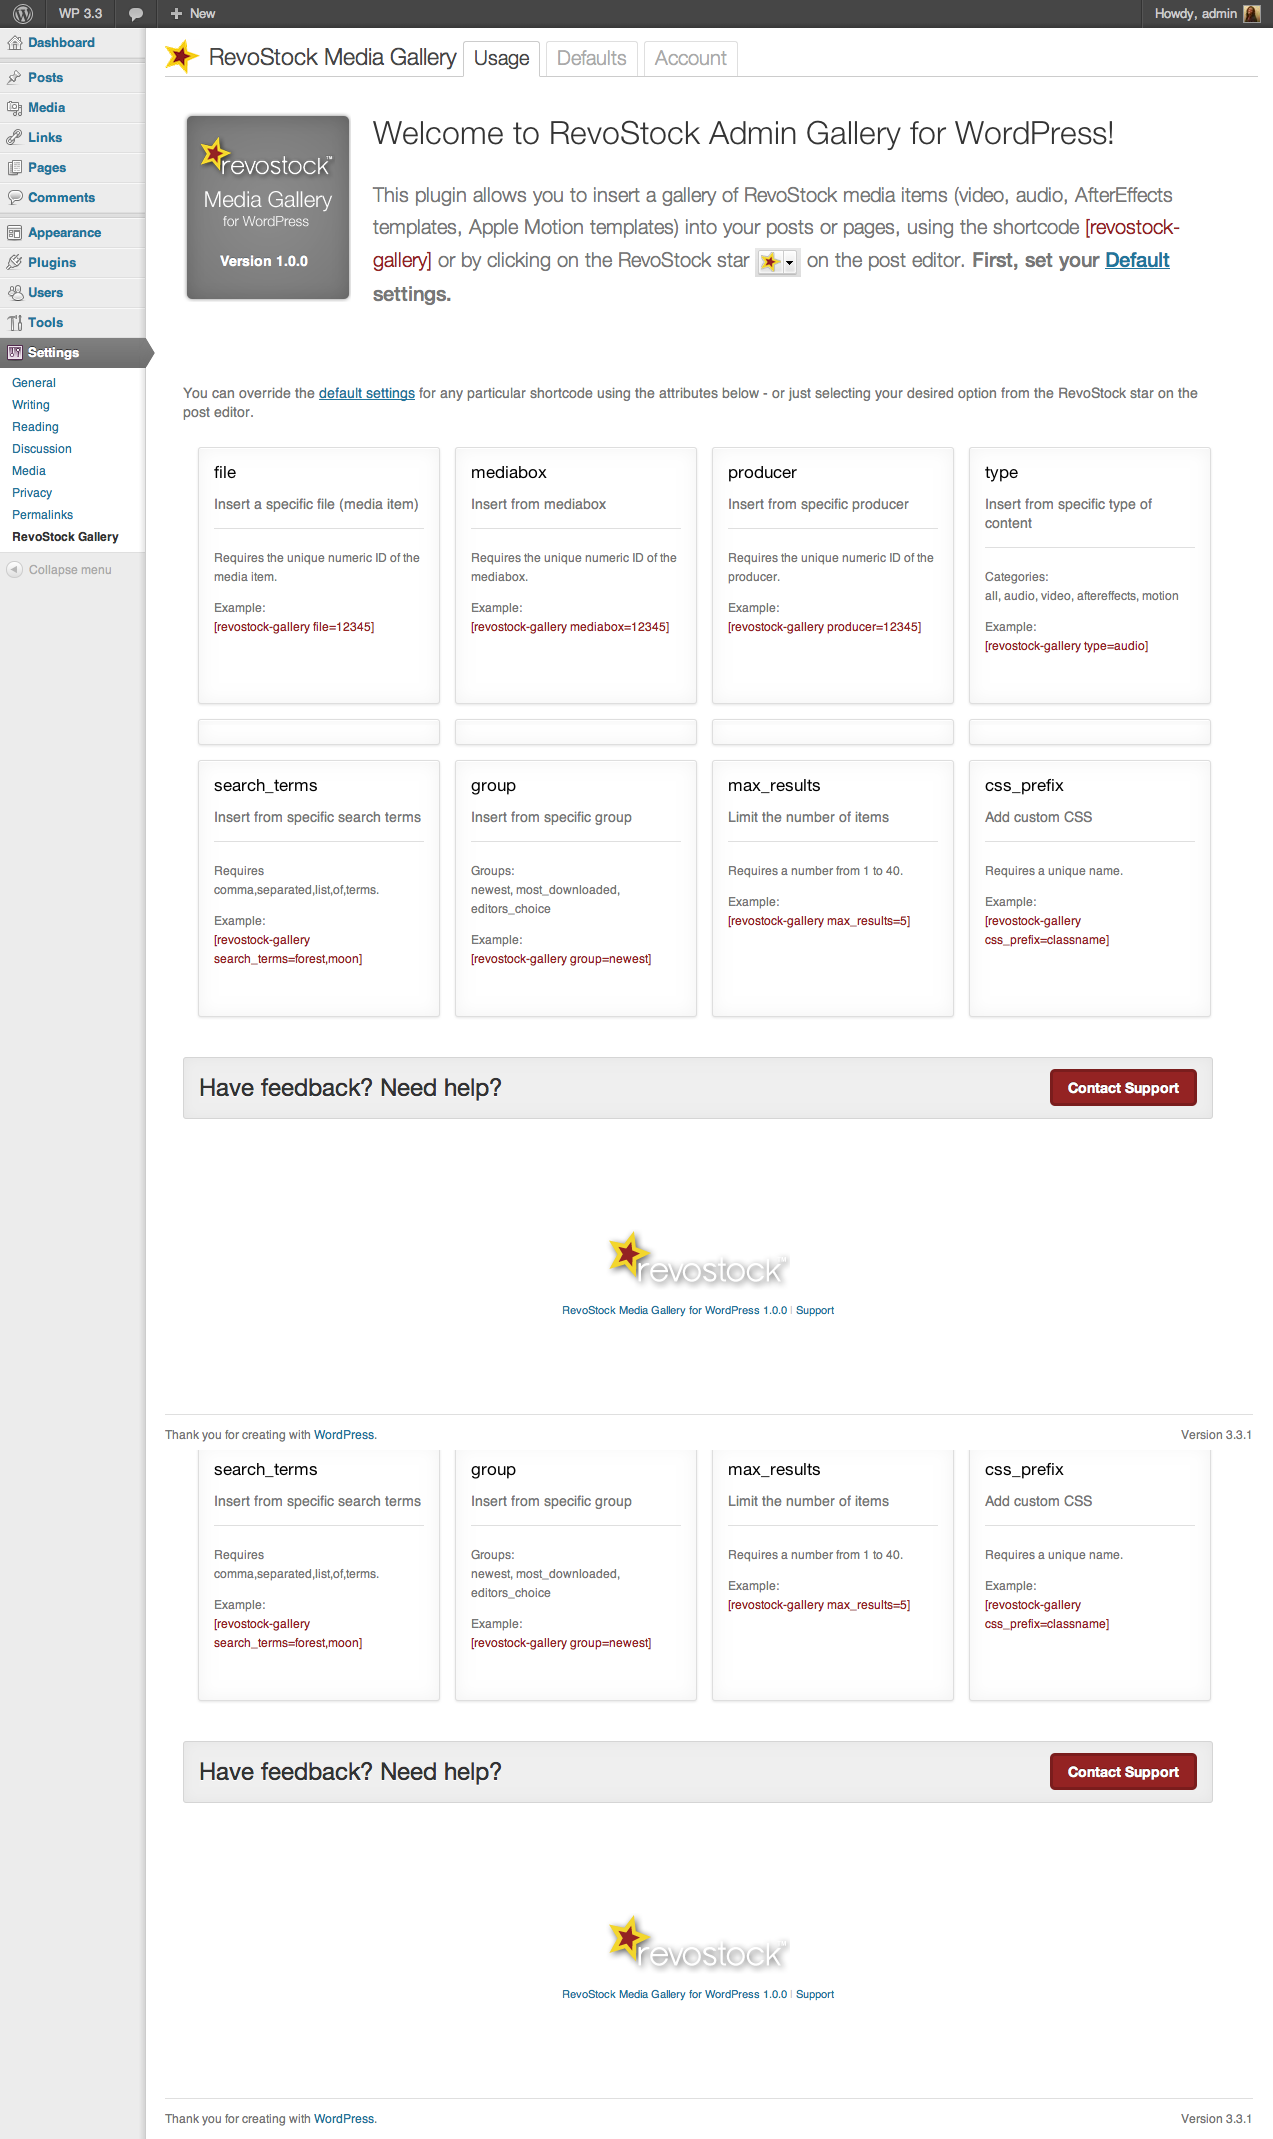 WP 3.3
New
Howdy, admin
Dashboard
Posts
Media
Links
Pages
Comments
Appearance
Plugins
Users
Tools
Settings
General
Writing
Reading
Discussion
Media
Privacy
Permalinks
RevoStock Gallery
Collapse menu
RevoStock Media Gallery
Usage
Defaults
Account
revostock™
Media Gallery
for WordPress
Version 1.0.0
Welcome to RevoStock Admin Gallery for WordPress!
This plugin allows you to insert a gallery of RevoStock media items (video, audio, AfterEffects
templates, Apple Motion templates) into your posts or pages, using the shortcode [revostock-
gallery] or by clicking on the RevoStock star on the post editor. First, set your Default
settings.
You can override the default settings for any particular shortcode using the attributes below - or just selecting your desired option from the RevoStock star on the
post editor.
file
Insert a specific file (media item)
Requires the unique numeric ID of the
media item.
Example:
[revostock-gallery file=12345]
mediabox
Insert from mediabox
Requires the unique numeric ID of the
mediabox.
Example:
[revostock-gallery mediabox=12345]
producer
Insert from specific producer
Requires the unique numeric ID of the
producer.
Example:
[revostock-gallery producer=12345]
type
Insert from specific type of
content
Categories:
all, audio, video, aftereffects, motion
Example:
[revostock-gallery type=audio]
search_terms
Insert from specific search terms
Requires
comma,separated,list,of,terms.
Example:
[revostock-gallery
search_terms=forest,moon]
group
Insert from specific group
Groups:
newest, most_downloaded,
editors_choice
Example:
[revostock-gallery group=newest]
max_results
Limit the number of items
Requires a number from 1 to 40.
Example:
[revostock-gallery max_results=5]
css_prefix
Add custom CSS
Requires a unique name.
Example:
[revostock-gallery
css_prefix=classname]
Have feedback? Need help?
Contact Support
revostock™
RevoStock Media Gallery for WordPress 1.0.0 | Support
Thank you for creating with WordPress.
Version 3.3.1
search_terms
Insert from specific search terms
Requires
comma,separated,list,of,terms.
Example:
[revostock-gallery
search_terms=forest,moon]
group
Insert from specific group
Groups:
newest, most_downloaded,
editors_choice
Example:
[revostock-gallery group=newest]
max_results
Limit the number of items
Requires a number from 1 to 40.
Example:
[revostock-gallery max_results=5]
css_prefix
Add custom CSS
Requires a unique name.
Example:
[revostock-gallery
css_prefix=classname]
Have feedback? Need help?
Contact Support
revostock™
RevoStock Media Gallery for WordPress 1.0.0 | Support
Thank you for creating with WordPress.
Version 3.3.1